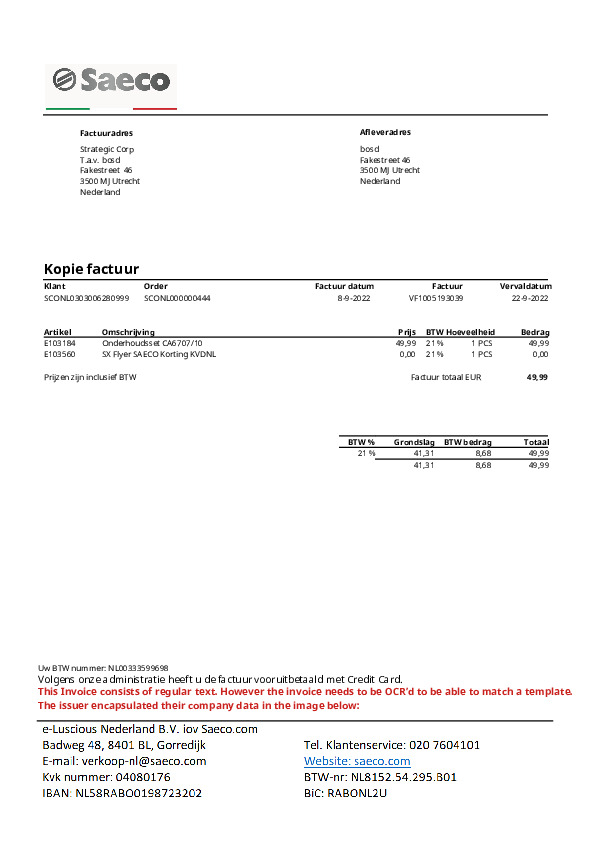 Saeco
Factuuradres Afleveradres
Strategic Corp bosd
T.a.v. bosd Fakestreet 46
Fakestreet 46 3500 MJ Utrecht
3500 MJ Utrecht Nederland
Nederland
Kopie factuur
Klant Order Factuur datum Factuur Vervaldatum
SCONL0303006280999 SCONL000000444 8-9-2022 VF1005193039 22-9-2022
Artikel Omschrijving Prijs BTW Hoeveelheid Bedrag
E103184 Onderhoudsset CA6707/10 49,99 21 % 1 PCS 49,99
E103560 SX Flyer SAECO Korting KVDNL 0,00 21 % 1 PCS 0,00
Prijzen zijn inclusief BTW Factuur totaal EUR 49,99
BTW % Grondslag BTW bedrag Totaal
21 % 41,31 8,68 49,99
41,31 8,68 49,99
Uw BTW nummer: NL00333599698
Volgens onze administratie heeft u de factuur vooruitbetaald met Credit Card.
This Invoice consists of regular text. However the invoice needs to be OCR'd to be able to match a template.
The issuer encapsulated their company data in the image below:
e-Luscious Nederland B.V. iov Saeco.com
Badweg 48, 8401 BL, Gorredijk Tel. Klantenservice: 020 7604101
E-mail: verkoop-nl@saeco.com Website: saeco.com
Kvk nummer: 04080176 BTW-nr: NL8152.54.295.B01
IBAN: NL58RABO0198723202 BiC: RABONL2U